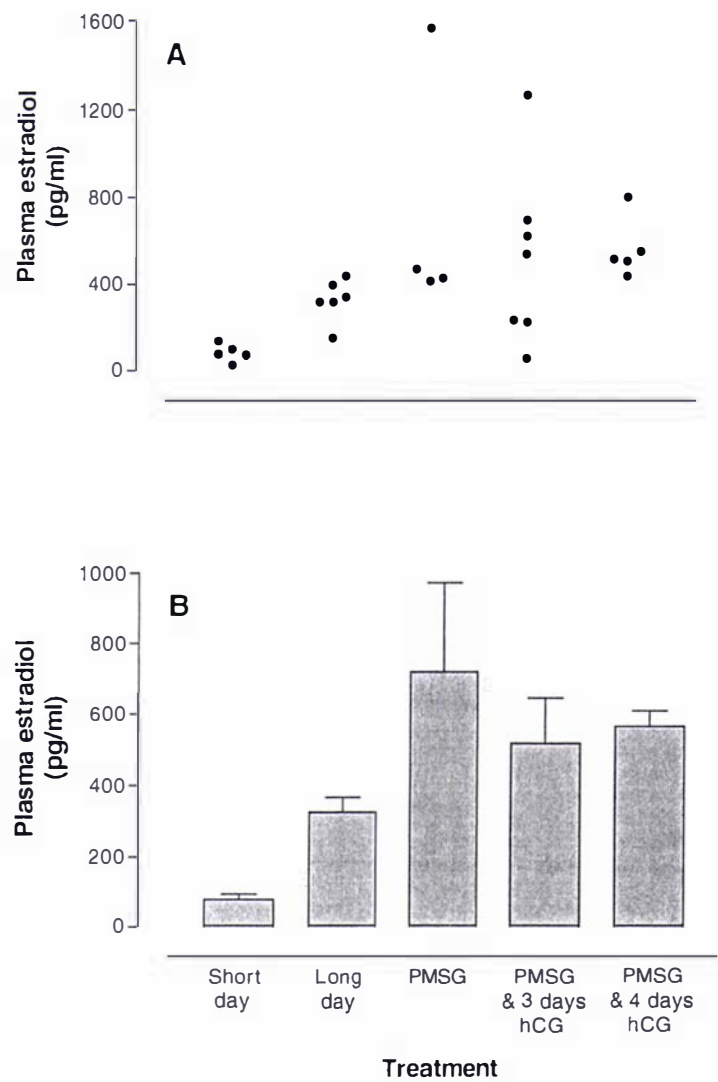 1600
A
1200
800
400
0
Plasma estradiol
(pg/ml)
1000
B
800
600
400
200
0
Plasma estradiol
(pg/ml)
Short
day
Long
day
PMSG
PMSG
& 3 days
hCG
PMSG
& 4 days
hCG
Treatment